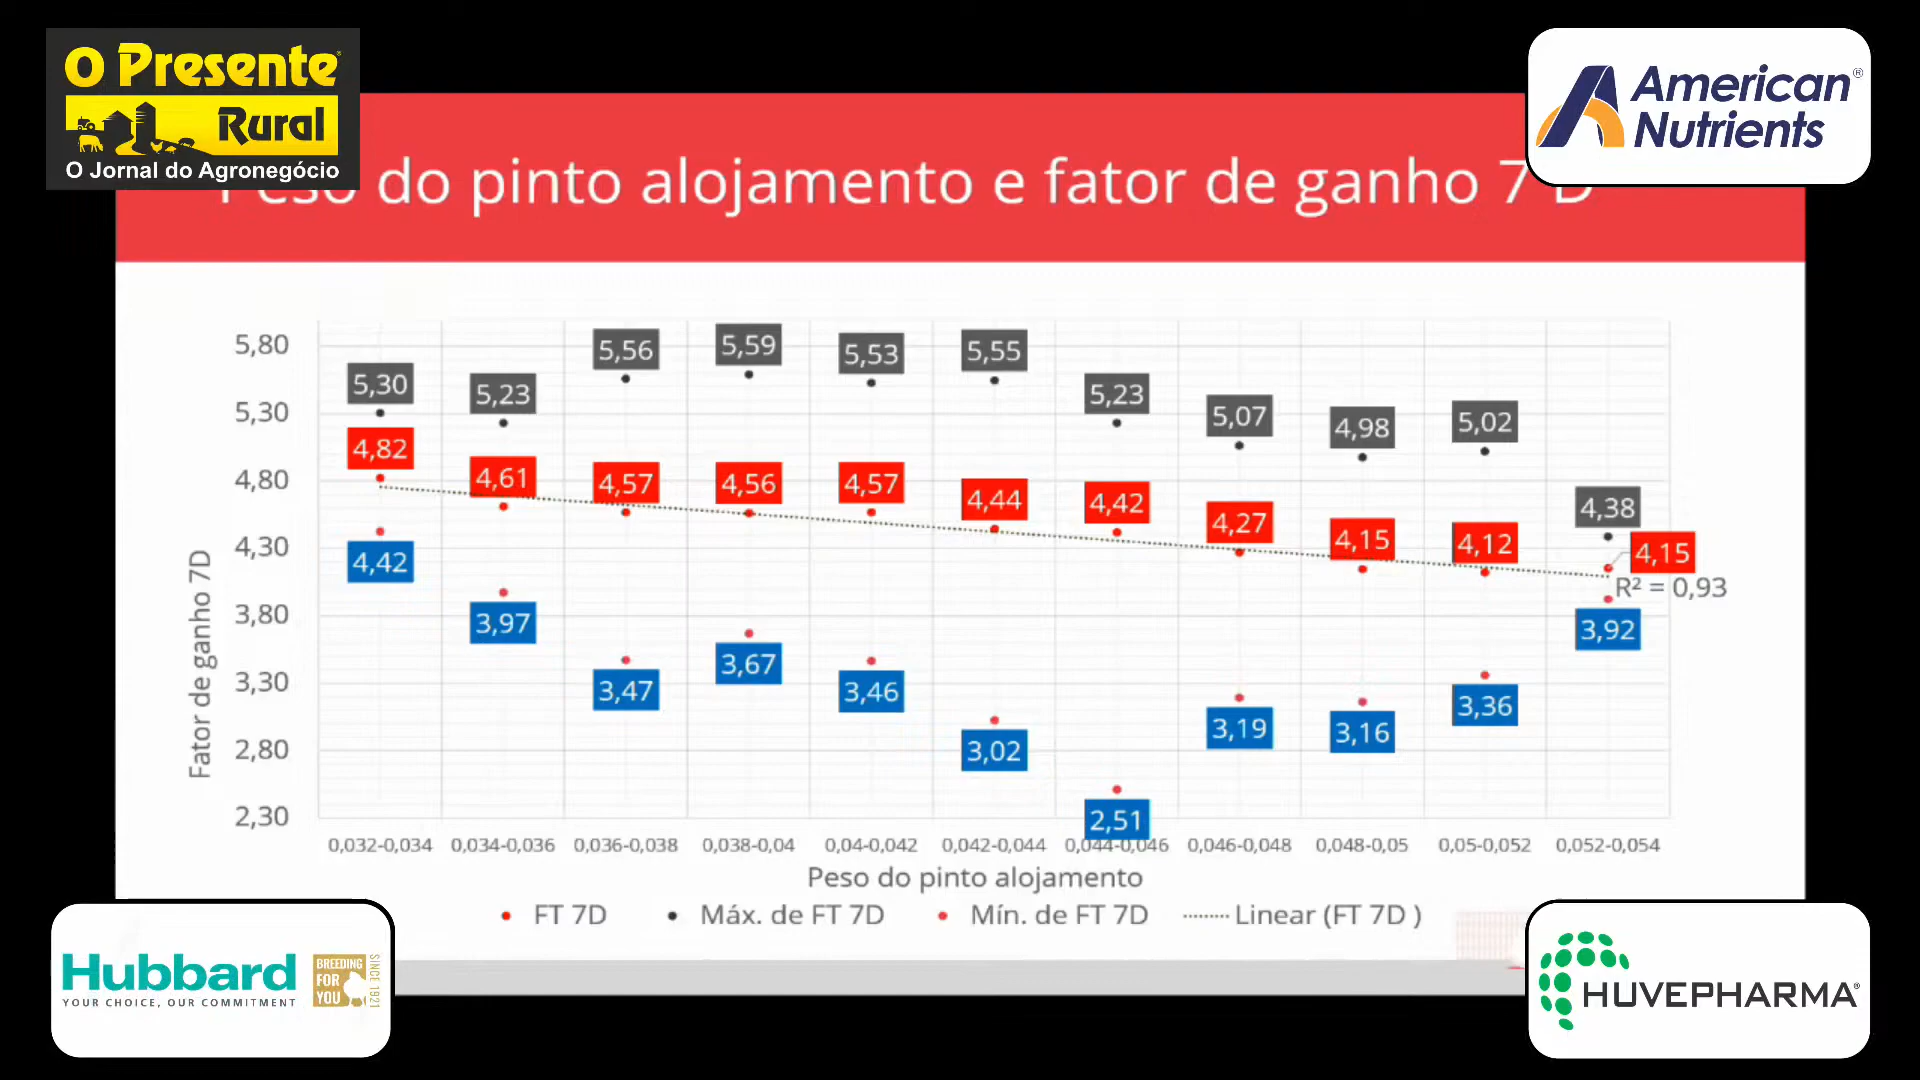 O Presente
Rural
O Jornal do Agronegócio
American
Nutrients
Peso do pinto alojamento e fator de ganho 7 D
5,80
5,30
4,80
4,30
3,80
3,30
2,80
2,30
Fator de ganho 7D
5,30
5,23
5,56
5,59
5,53
5,55
5,23
5,07
4,98
5,02
4,38
4,82
4,61
4,57
4,56
4,57
4,44
4,42
4,27
4,15
4,12
4,15
R² = 0,93
4,42
3,97
3,47
3,67
3,46
3,02
2,51
3,19
3,16
3,36
3,92
0,032-0,034 0,034-0,036 0,036-0,038 0,038-0,04 0,04-0,042 0,042-0,044 0,044-0,046 0,046-0,048 0,048-0,05 0,05-0,052 0,052-0,054
Peso do pinto alojamento
FT 7D Máx. de FT 7D Mín. de FT 7D Linear (FT 7D )
Hubbard
YOUR CHOICE, OUR COMMITMENT
BREEDING
FOR
YOU
SINCE 1921
HUVEPHARMA®